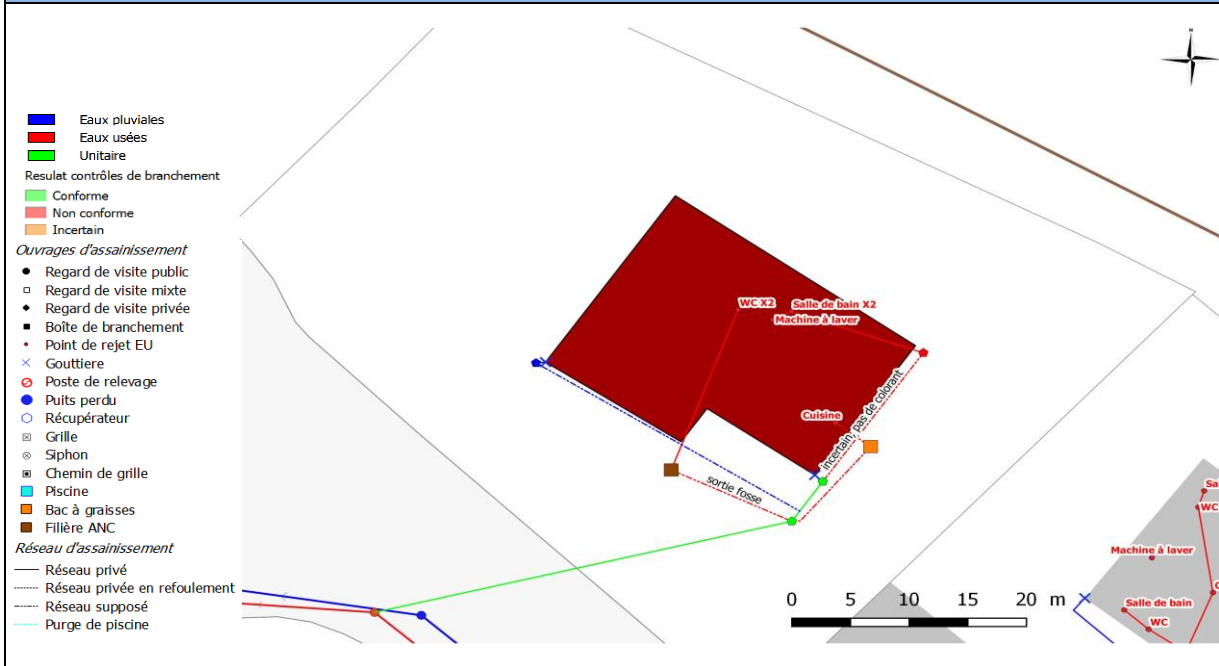 N
Eaux pluviales
Eaux usées
Unitaire
Resulat contrôles de branchement
Conforme
Non conforme
Incertain
Ouvrages d'assainissement
Regard de visite public
Regard de visite mixte
Regard de visite privée
Boîte de branchement
Point de rejet EU
Gouttiere
Poste de relevage
Puits perdu
Récupérateur
Grille
Siphon
Chemin de grille
Piscine
Bac à graisses
Filière ANC
Réseau d'assainissement
Réseau privé
Réseau privée en refoulement
Réseau supposé
Purge de piscine
WC X2
Salle de bain X2
Machine à laver
Cuisine
incertain, pas de colorant
sortie fosse
0 5 10 15 20 m
Sa
WC
Machine à laver
C
Salle de bain
WC